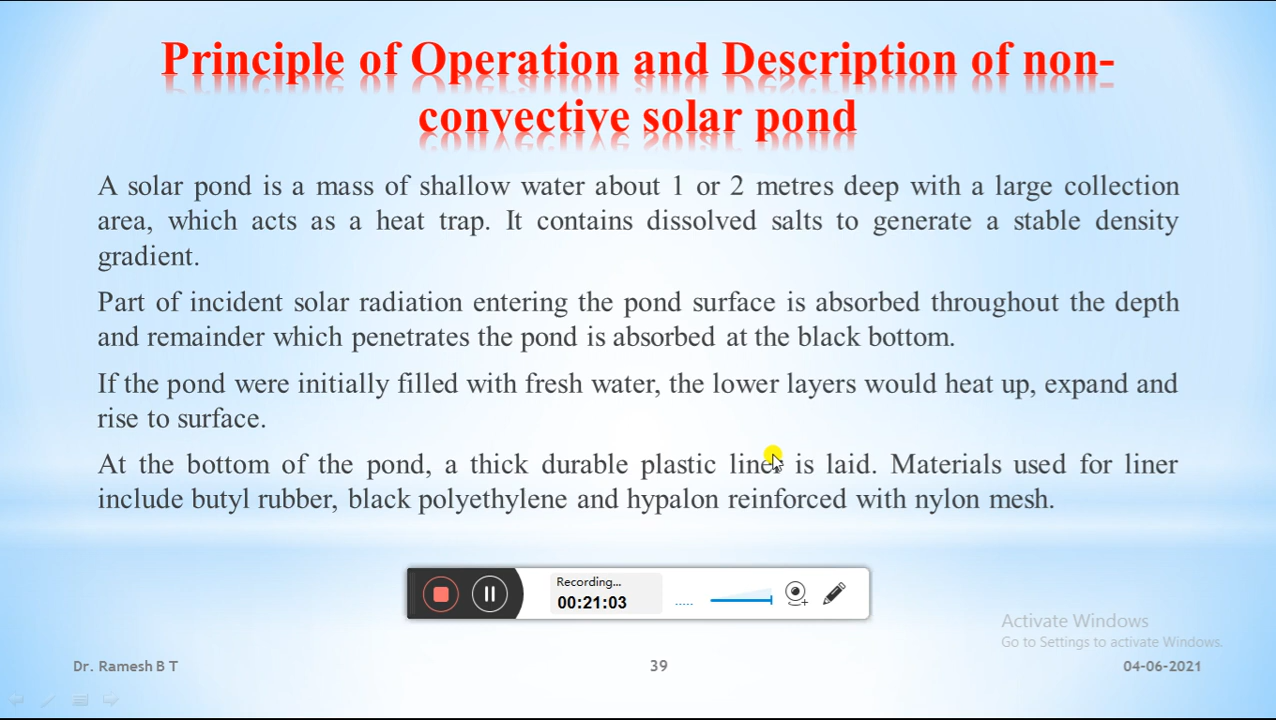 Principle of Operation and Description of non-
convective solar pond
A solar pond is a mass of shallow water about 1 or 2 metres deep with a large collection
area, which acts as a heat trap. It contains dissolved salts to generate a stable density
gradient.
Part of incident solar radiation entering the pond surface is absorbed throughout the depth
and remainder which penetrates the pond is absorbed at the black bottom.
If the pond were initially filled with fresh water, the lower layers would heat up, expand and
rise to surface.
At the bottom of the pond, a thick durable plastic liner is laid. Materials used for liner
include butyl rubber, black polyethylene and hypalon reinforced with nylon mesh.
Recording...
00:21:03
Activate Windows
Go to Settings to activate Windows.
Dr. Ramesh B T
39
04-06-2021